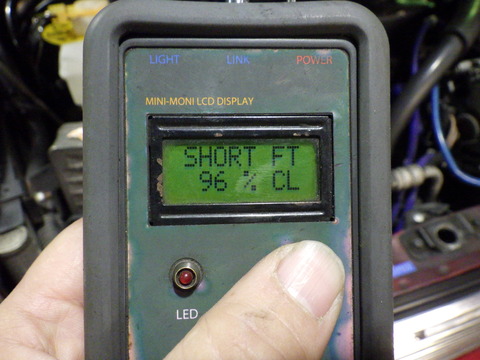 LIGHT LINK POWER
MINI-MONI LCD DISPLAY
SHORT FT
96 % CL
LED